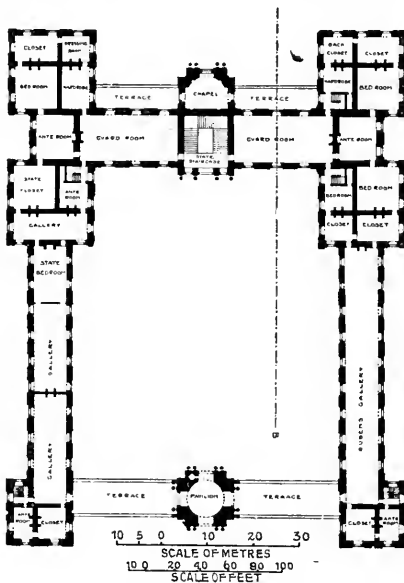 CLOSET
DRESSING ROOM
BACK CLOSET
CLOSET
BED ROOM
WARDROBE
TERRACE
CHAPEL
TERRACE
WARDROBE
BED ROOM
ANTE ROOM
GUARD ROOM
STATE STAIRCASE
GUARD ROOM
ANTE ROOM
STATE CLOSET
ANTE ROOM
BEDROOM
BED ROOM
GALLERY
CLOSET
CLOSET
STATE BEDROOM
GALLERY
GALLERY
RUBENS GALLERY
TERRACE
PAVILION
TERRACE
ANTE ROOM
CLOSET
CLOSET
ANTE ROOM
10 5 0 10 20 30
SCALE OF METRES
10 0 20 40 60 80 100
SCALE OF FEET